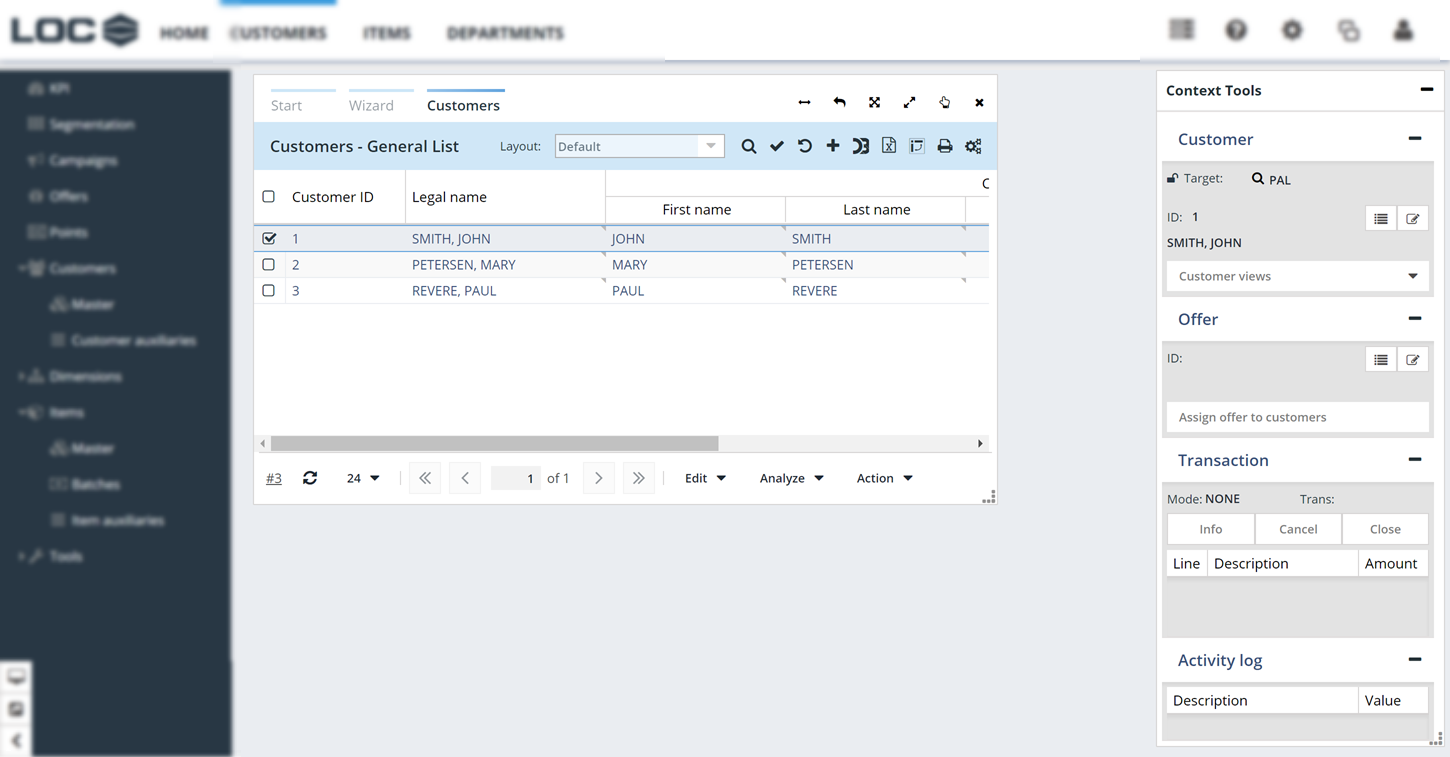 LOC
HOME CUSTOMERS ITEMS DEPARTMENTS
KPI
Segmentation
Campaigns
Offers
Points
Customers
Master
Customer auxiliaries
Dimensions
Items
Master
Batches
Item auxiliaries
Tools
Start Wizard Customers
Customers - General List Layout: Default
Customer ID Legal name C
First name Last name
1 SMITH, JOHN JOHN SMITH
2 PETERSEN, MARY MARY PETERSEN
3 REVERE, PAUL PAUL REVERE
#3 24 1 of 1 Edit Analyze Action
Context Tools
Customer
Target: PAL
ID: 1
SMITH, JOHN
Customer views
Offer
ID:
Assign offer to customers
Transaction
Mode: NONE Trans:
Info Cancel Close
Line Description Amount
Activity log
Description Value